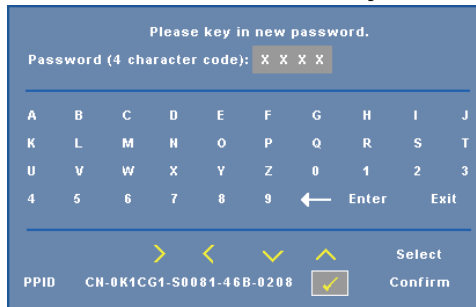 Please key in new password.
Password (4 character code): X X X X
A B C D E F G H I J
K L M N O P Q R S T
U V W X Y Z 0 1 2 3
4 5 6 7 8 9 ← Enter Exit
> < ∨ ∧ Select
PPID CN-0K1CG1-S0081-46B-0208 ✓ Confirm